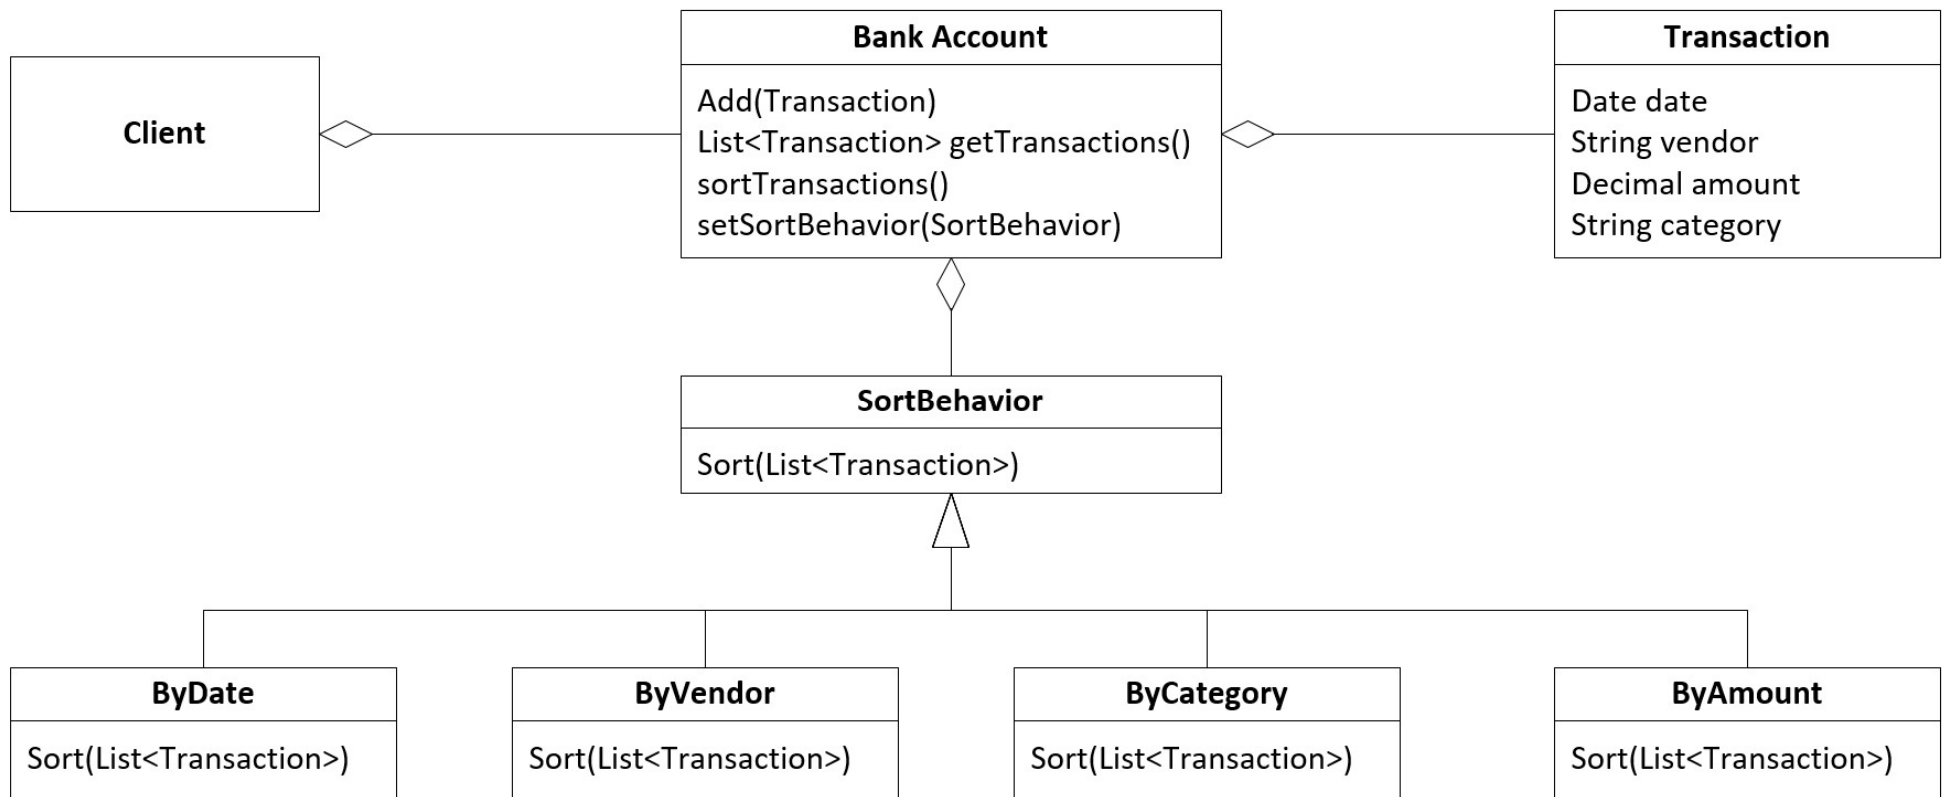 Client
Bank Account
Add(Transaction)
List<Transaction> getTransactions()
sortTransactions()
setSortBehavior(SortBehavior)
Transaction
Date date
String vendor
Decimal amount
String category
SortBehavior
Sort(List<Transaction>)
ByDate
Sort(List<Transaction>)
ByVendor
Sort(List<Transaction>)
ByCategory
Sort(List<Transaction>)
ByAmount
Sort(List<Transaction>)